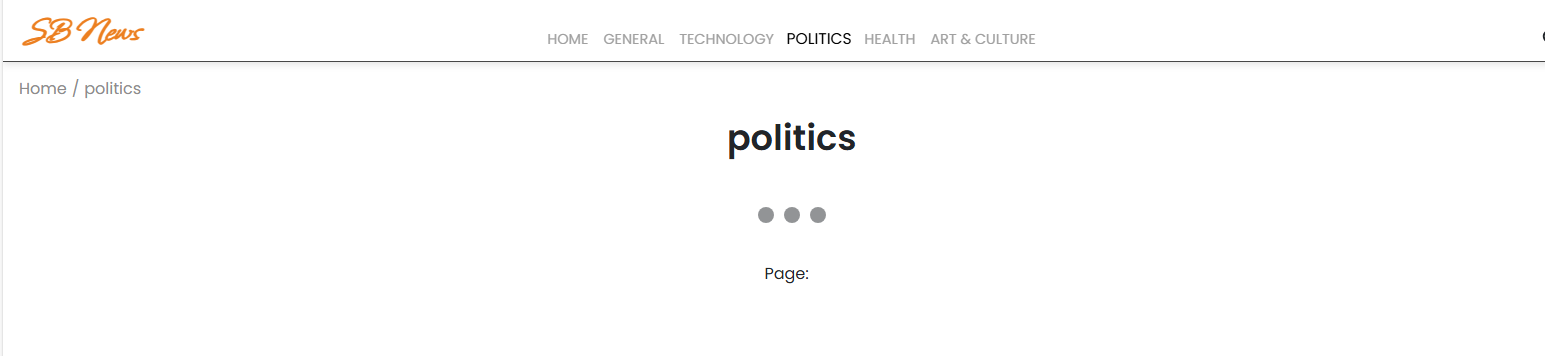 SB News
HOME GENERAL TECHNOLOGY POLITICS HEALTH ART & CULTURE
Home / politics
politics
Page: